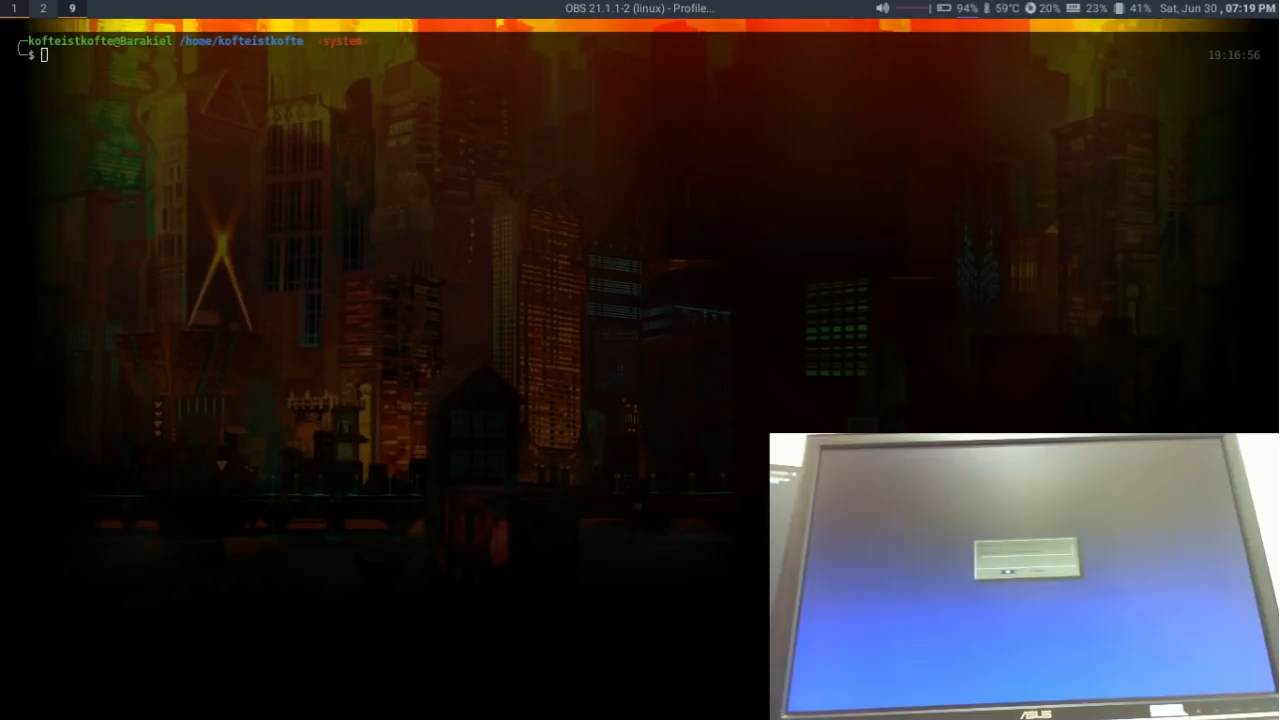 1 2 9 OBS 21.1.1-2 (linux) - Profile... 94% 59°C 20% 23% 41% Sat, Jun 30 , 07:19 PM
kofteistkofte@Barakiel /home/kofteistkofte ‹system›
$ 19:16:56
ASUS